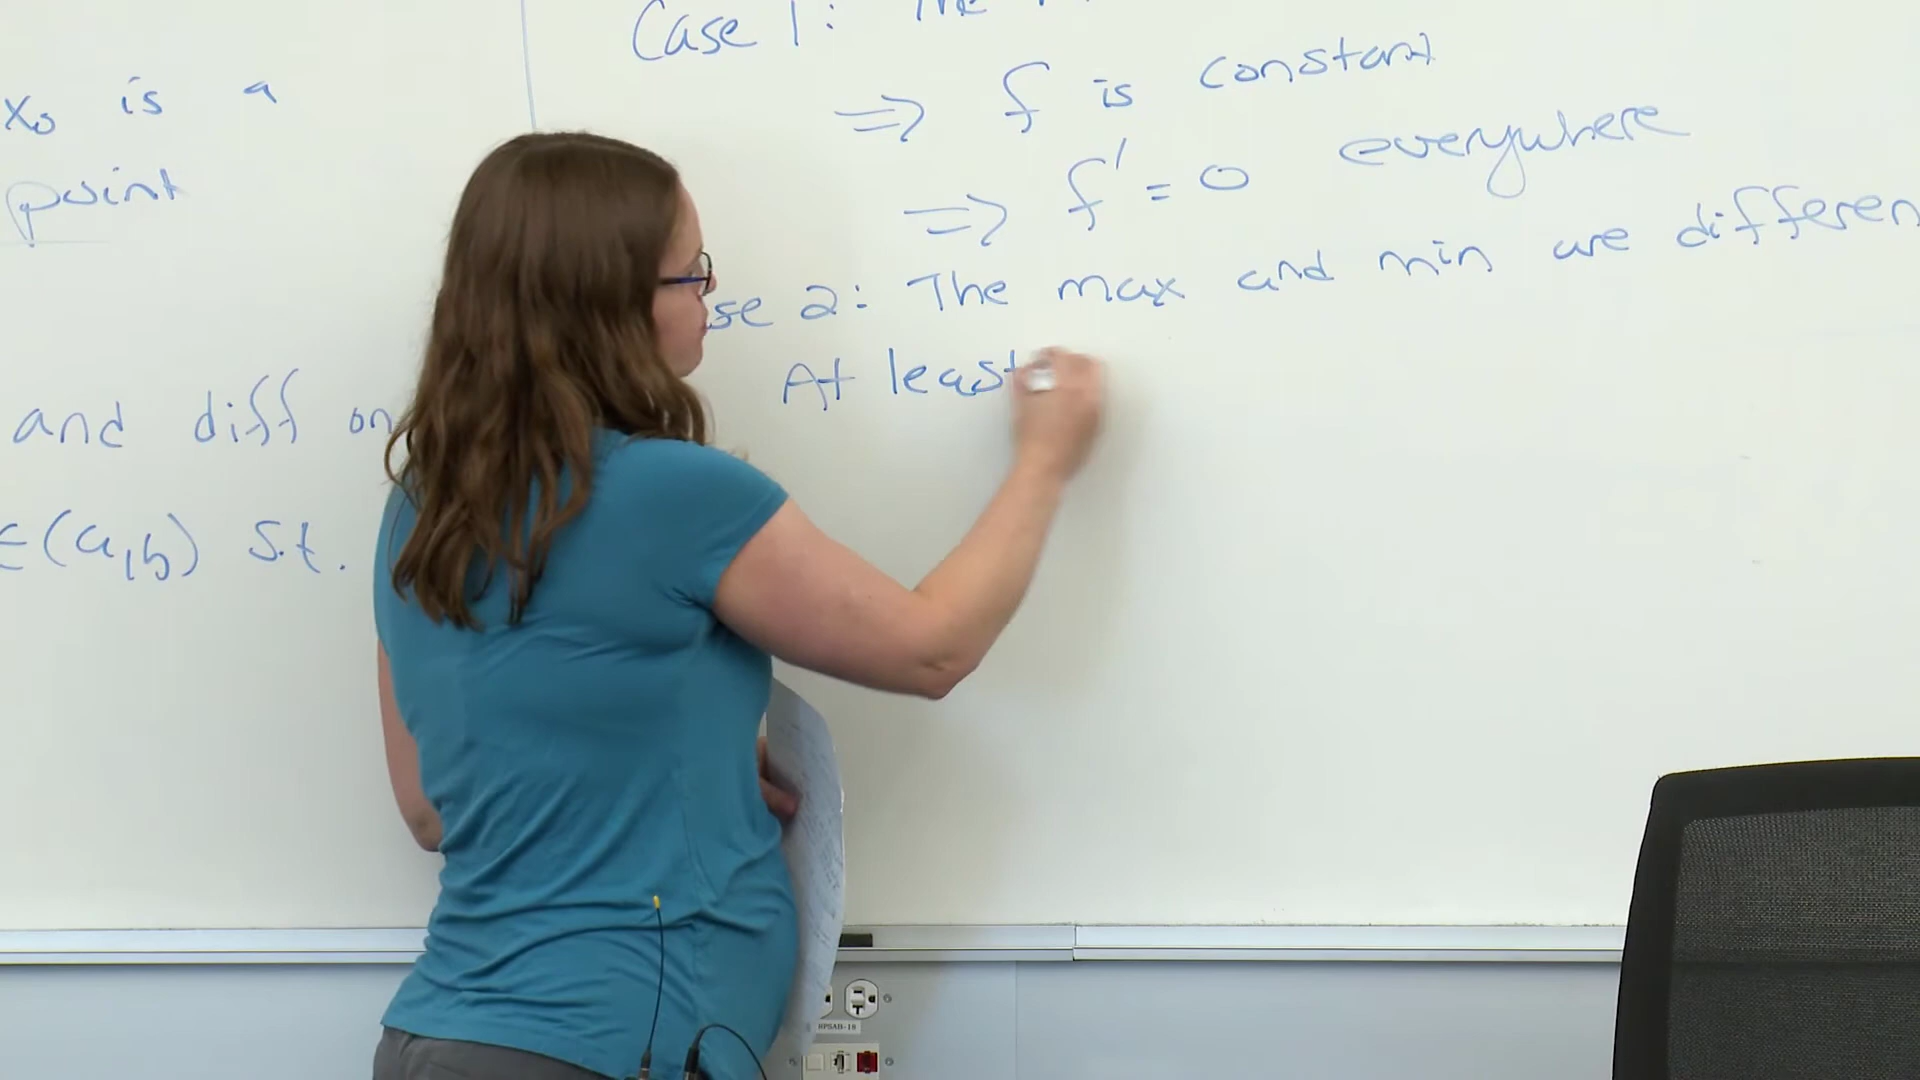 x₀ is a
point
and diff on
∈(a,b) s.t.
Case 1: The
⇒ f is constant
⇒ f' = 0 everywhere
se 2: The max and min are differen
At least